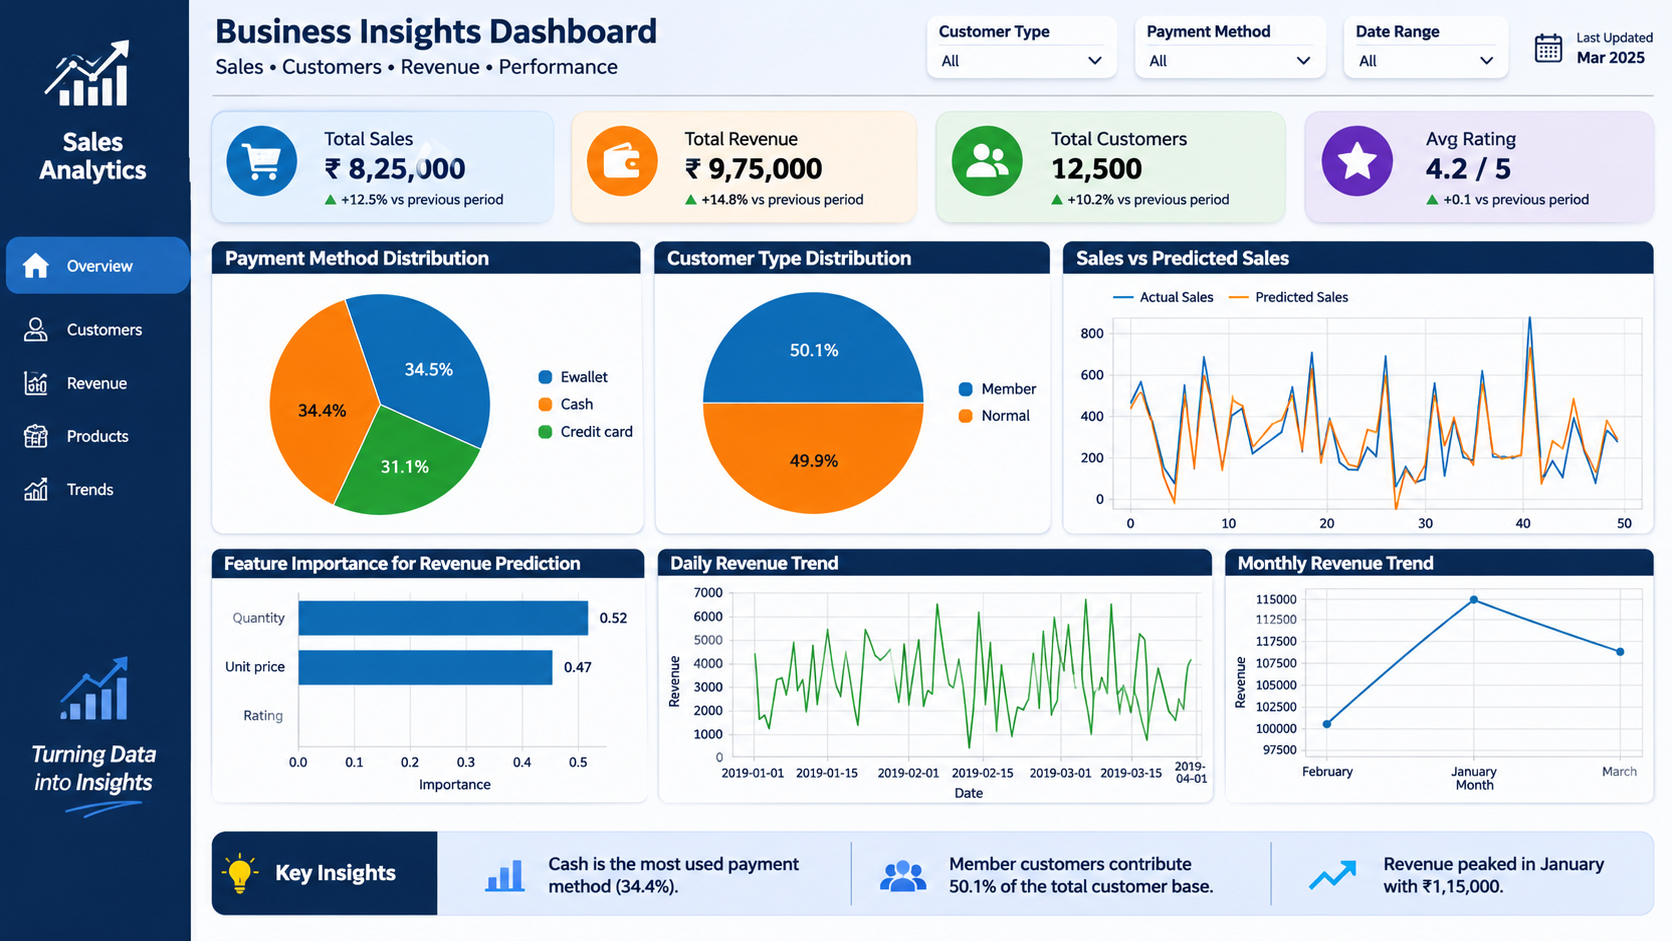 Sales
Analytics
Overview
Customers
Revenue
Products
Trends
Turning Data
into Insights
Business Insights Dashboard
Sales • Customers • Revenue • Performance
Customer Type
All
Payment Method
All
Date Range
All
Last Updated
Mar 2025
Total Sales
₹ 8,25,000
▲ +12.5% vs previous period
Total Revenue
₹ 9,75,000
▲ +14.8% vs previous period
Total Customers
12,500
▲ +10.2% vs previous period
Avg Rating
4.2 / 5
▲ +0.1 vs previous period
Payment Method Distribution
34.5%
34.4%
31.1%
Ewallet
Cash
Credit card
Customer Type Distribution
50.1%
49.9%
Member
Normal
Sales vs Predicted Sales
Actual Sales Predicted Sales
800
600
400
200
0
0 10 20 30 40 50
Feature Importance for Revenue Prediction
Quantity 0.52
Unit price 0.47
Rating
0.0 0.1 0.2 0.3 0.4 0.5
Importance
Daily Revenue Trend
Revenue
7000
6000
5000
4000
3000
2000
1000
0
2019-01-01 2019-01-15 2019-02-01 2019-02-15 2019-03-01 2019-03-15 2019-
04-01
Date
Monthly Revenue Trend
Revenue
115000
112500
117500
107500
105000
102500
100000
97500
February January March
Month
Key Insights
Cash is the most used payment
method (34.4%).
Member customers contribute
50.1% of the total customer base.
Revenue peaked in January
with ₹1,15,000.